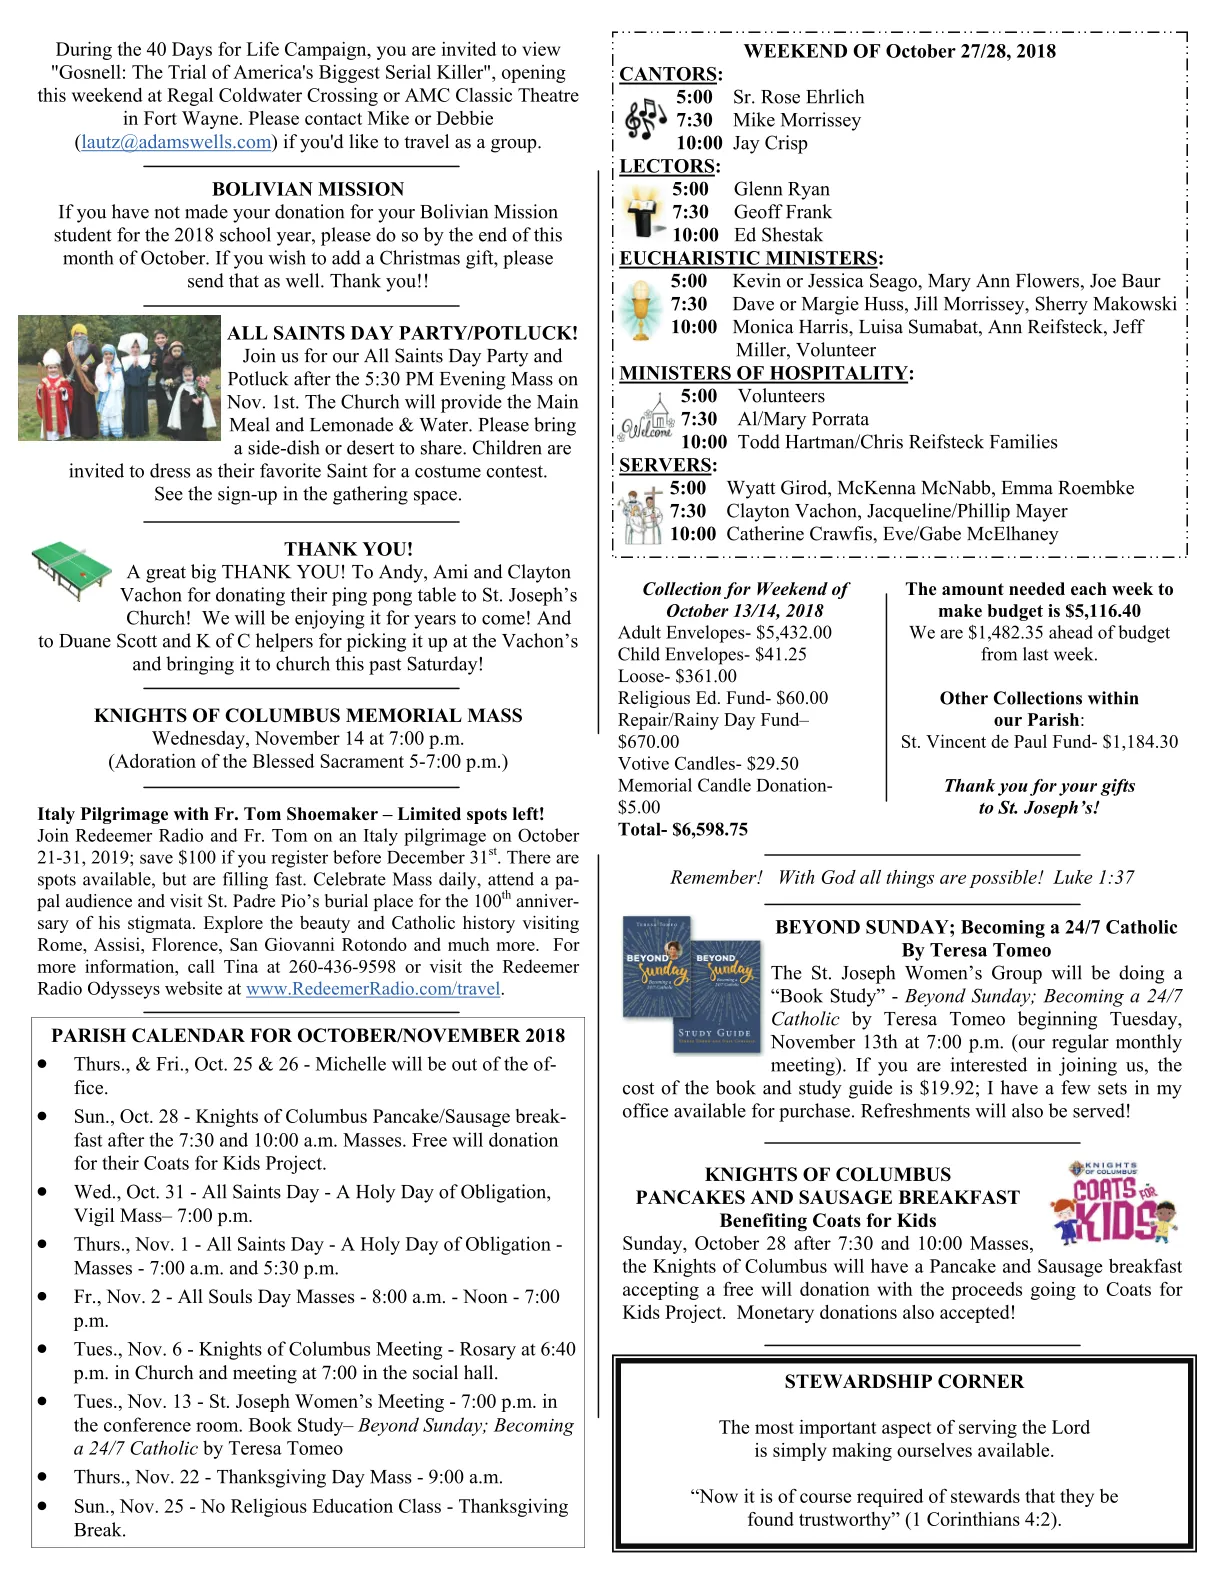 During the 40 Days for Life Campaign, you are invited to view
"Gosnell: The Trial of America's Biggest Serial Killer", opening
this weekend at Regal Coldwater Crossing or AMC Classic Theatre
in Fort Wayne. Please contact Mike or Debbie
(lautz@adamswells.com) if you'd like to travel as a group.
BOLIVIAN MISSION
If you have not made your donation for your Bolivian Mission
student for the 2018 school year, please do so by the end of this
month of October. If you wish to add a Christmas gift, please
send that as well. Thank you!!
ALL SAINTS DAY PARTY/POTLUCK!
Join us for our All Saints Day Party and
Potluck after the 5:30 PM Evening Mass on
Nov. 1st. The Church will provide the Main
Meal and Lemonade & Water. Please bring
a side-dish or desert to share. Children are
invited to dress as their favorite Saint for a costume contest.
See the sign-up in the gathering space.
THANK YOU!
A great big THANK YOU! To Andy, Ami and Clayton
Vachon for donating their ping pong table to St. Joseph's
Church!  We will be enjoying it for years to come! And
to Duane Scott and K of C helpers for picking it up at the Vachon's
and bringing it to church this past Saturday!
KNIGHTS OF COLUMBUS MEMORIAL MASS
Wednesday, November 14 at 7:00 p.m.
(Adoration of the Blessed Sacrament 5-7:00 p.m.)
Italy Pilgrimage with Fr. Tom Shoemaker – Limited spots left!
Join Redeemer Radio and Fr. Tom on an Italy pilgrimage on October
21-31, 2019; save $100 if you register before December 31st. There are
spots available, but are filling fast. Celebrate Mass daily, attend a pa-
pal audience and visit St. Padre Pio's burial place for the 100th anniver-
sary of his stigmata. Explore the beauty and Catholic history visiting
Rome, Assisi, Florence, San Giovanni Rotondo and much more.  For
more information, call Tina at 260-436-9598 or visit the Redeemer
Radio Odysseys website at www.RedeemerRadio.com/travel.
PARISH CALENDAR FOR OCTOBER/NOVEMBER 2018
• Thurs., & Fri., Oct. 25 & 26 - Michelle will be out of the of-
fice.
• Sun., Oct. 28 - Knights of Columbus Pancake/Sausage break-
fast after the 7:30 and 10:00 a.m. Masses. Free will donation
for their Coats for Kids Project.
• Wed., Oct. 31 - All Saints Day - A Holy Day of Obligation,
Vigil Mass– 7:00 p.m.
• Thurs., Nov. 1 - All Saints Day - A Holy Day of Obligation -
Masses - 7:00 a.m. and 5:30 p.m.
• Fr., Nov. 2 - All Souls Day Masses - 8:00 a.m. - Noon - 7:00
p.m.
• Tues., Nov. 6 - Knights of Columbus Meeting - Rosary at 6:40
p.m. in Church and meeting at 7:00 in the social hall.
• Tues., Nov. 13 - St. Joseph Women's Meeting - 7:00 p.m. in
the conference room. Book Study– Beyond Sunday; Becoming
a 24/7 Catholic by Teresa Tomeo
• Thurs., Nov. 22 - Thanksgiving Day Mass - 9:00 a.m.
• Sun., Nov. 25 - No Religious Education Class - Thanksgiving
Break.
WEEKEND OF October 27/28, 2018
CANTORS:
5:00 Sr. Rose Ehrlich
7:30 Mike Morrissey
10:00 Jay Crisp
LECTORS:
5:00 Glenn Ryan
7:30 Geoff Frank
10:00 Ed Shestak
EUCHARISTIC MINISTERS:
5:00 Kevin or Jessica Seago, Mary Ann Flowers, Joe Baur
7:30 Dave or Margie Huss, Jill Morrissey, Sherry Makowski
10:00 Monica Harris, Luisa Sumabat, Ann Reifsteck, Jeff
Miller, Volunteer
MINISTERS OF HOSPITALITY:
Welcome
5:00 Volunteers
7:30 Al/Mary Porrata
10:00 Todd Hartman/Chris Reifsteck Families
SERVERS:
5:00 Wyatt Girod, McKenna McNabb, Emma Roembke
7:30 Clayton Vachon, Jacqueline/Phillip Mayer
10:00 Catherine Crawfis, Eve/Gabe McElhaney
Collection for Weekend of
October 13/14, 2018
Adult Envelopes- $5,432.00
Child Envelopes- $41.25
Loose- $361.00
Religious Ed. Fund- $60.00
Repair/Rainy Day Fund–
$670.00
Votive Candles- $29.50
Memorial Candle Donation-
$5.00
Total- $6,598.75
The amount needed each week to
make budget is $5,116.40
We are $1,482.35 ahead of budget
from last week.
Other Collections within
our Parish:
St. Vincent de Paul Fund- $1,184.30
Thank you for your gifts
to St. Joseph's!
Remember!   With God all things are possible!  Luke 1:37
TERESA TOMEO
BEYOND
Sunday
Becoming a
24/7 Catholic
BEYOND
Sunday
Becoming a
24/7 Catholic
STUDY GUIDE
BEYOND SUNDAY; Becoming a 24/7 Catholic
By Teresa Tomeo
The St. Joseph Women's Group will be doing a
“Book Study” - Beyond Sunday; Becoming a 24/7
Catholic by Teresa Tomeo beginning Tuesday,
November 13th at 7:00 p.m. (our regular monthly
meeting). If you are interested in joining us, the
cost of the book and study guide is $19.92; I have a few sets in my
office available for purchase. Refreshments will also be served!
KNIGHTS OF COLUMBUS
PANCAKES AND SAUSAGE BREAKFAST
Benefiting Coats for Kids
KNIGHTS
OF COLUMBUS
COATS FOR
KIDS
Sunday, October 28 after 7:30 and 10:00 Masses,
the Knights of Columbus will have a Pancake and Sausage breakfast
accepting a free will donation with the proceeds going to Coats for
Kids Project.  Monetary donations also accepted!
STEWARDSHIP CORNER
The most important aspect of serving the Lord
is simply making ourselves available.
“Now it is of course required of stewards that they be
found trustworthy” (1 Corinthians 4:2).